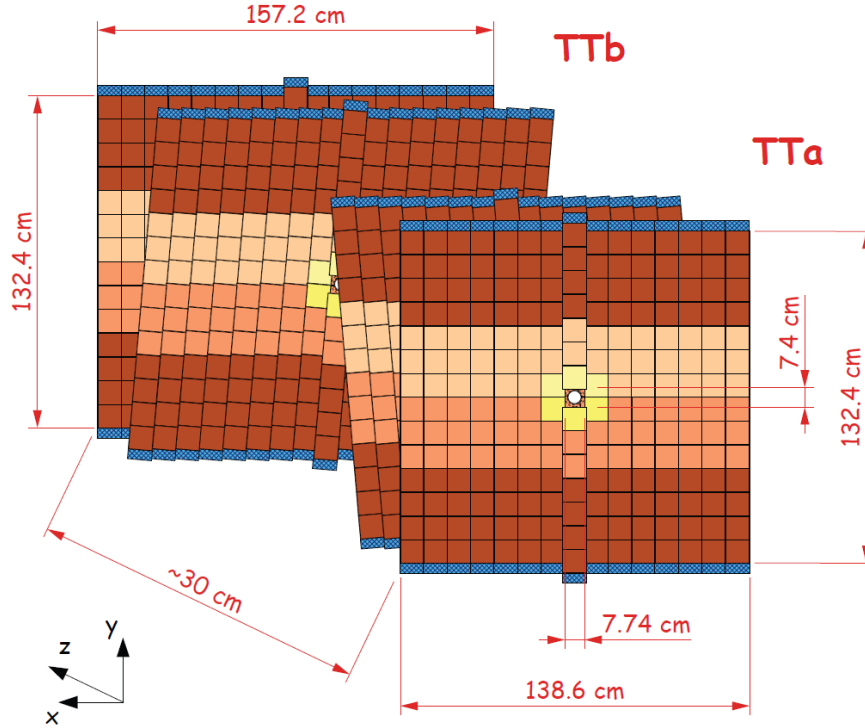 157.2 cm
TTb
TTa
132.4 cm
7.4 cm
132.4 cm
~30 cm
y
z
x
7.74 cm
138.6 cm